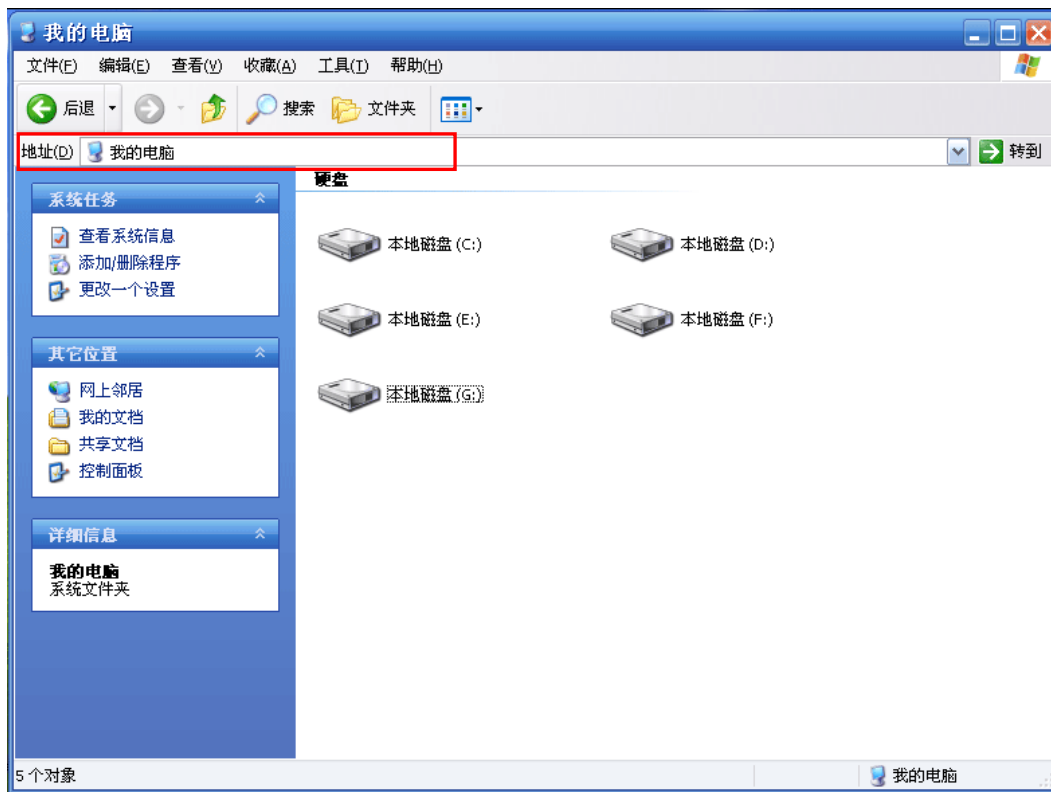 我的电脑
文件(F) 编辑(E) 查看(V) 收藏(A) 工具(T) 帮助(H)
后退 搜索 文件夹
地址(D) 我的电脑 转到
系统任务
查看系统信息
添加/删除程序
更改一个设置
其它位置
网上邻居
我的文档
共享文档
控制面板
详细信息
我的电脑
系统文件夹
硬盘
本地磁盘 (C:) 本地磁盘 (D:)
本地磁盘 (E:) 本地磁盘 (F:)
本地磁盘 (G:)
5 个对象 我的电脑